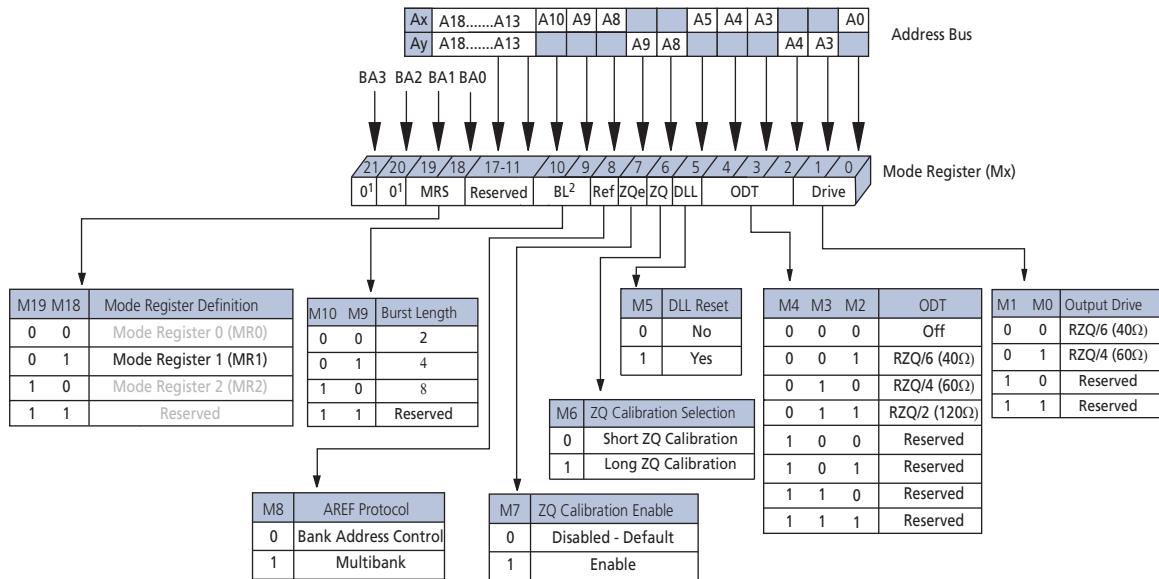 Ax A18.......A13 A10 A9 A8 A5 A4 A3 A0
Ay A18.......A13 A9 A8 A4 A3
Address Bus
BA3 BA2 BA1 BA0
21 20 19 18 17-11 10 9 8 7 6 5 4 3 2 1 0
Mode Register (Mx)
0¹ 0¹ MRS Reserved BL² Ref ZQe ZQ DLL ODT Drive
M19 M18 Mode Register Definition
0 0 Mode Register 0 (MR0)
0 1 Mode Register 1 (MR1)
1 0 Mode Register 2 (MR2)
1 1 Reserved
M10 M9 Burst Length
0 0 2
0 1 4
1 0 8
1 1 Reserved
M5 DLL Reset
0 No
1 Yes
M4 M3 M2 ODT
0 0 0 Off
0 0 1 RZQ/6 (40Ω)
0 1 0 RZQ/4 (60Ω)
0 1 1 RZQ/2 (120Ω)
1 0 0 Reserved
1 0 1 Reserved
1 1 0 Reserved
1 1 1 Reserved
M1 M0 Output Drive
0 0 RZQ/6 (40Ω)
0 1 RZQ/4 (60Ω)
1 0 Reserved
1 1 Reserved
M6 ZQ Calibration Selection
0 Short ZQ Calibration
1 Long ZQ Calibration
M8 AREF Protocol
0 Bank Address Control
1 Multibank
M7 ZQ Calibration Enable
0 Disabled - Default
1 Enable